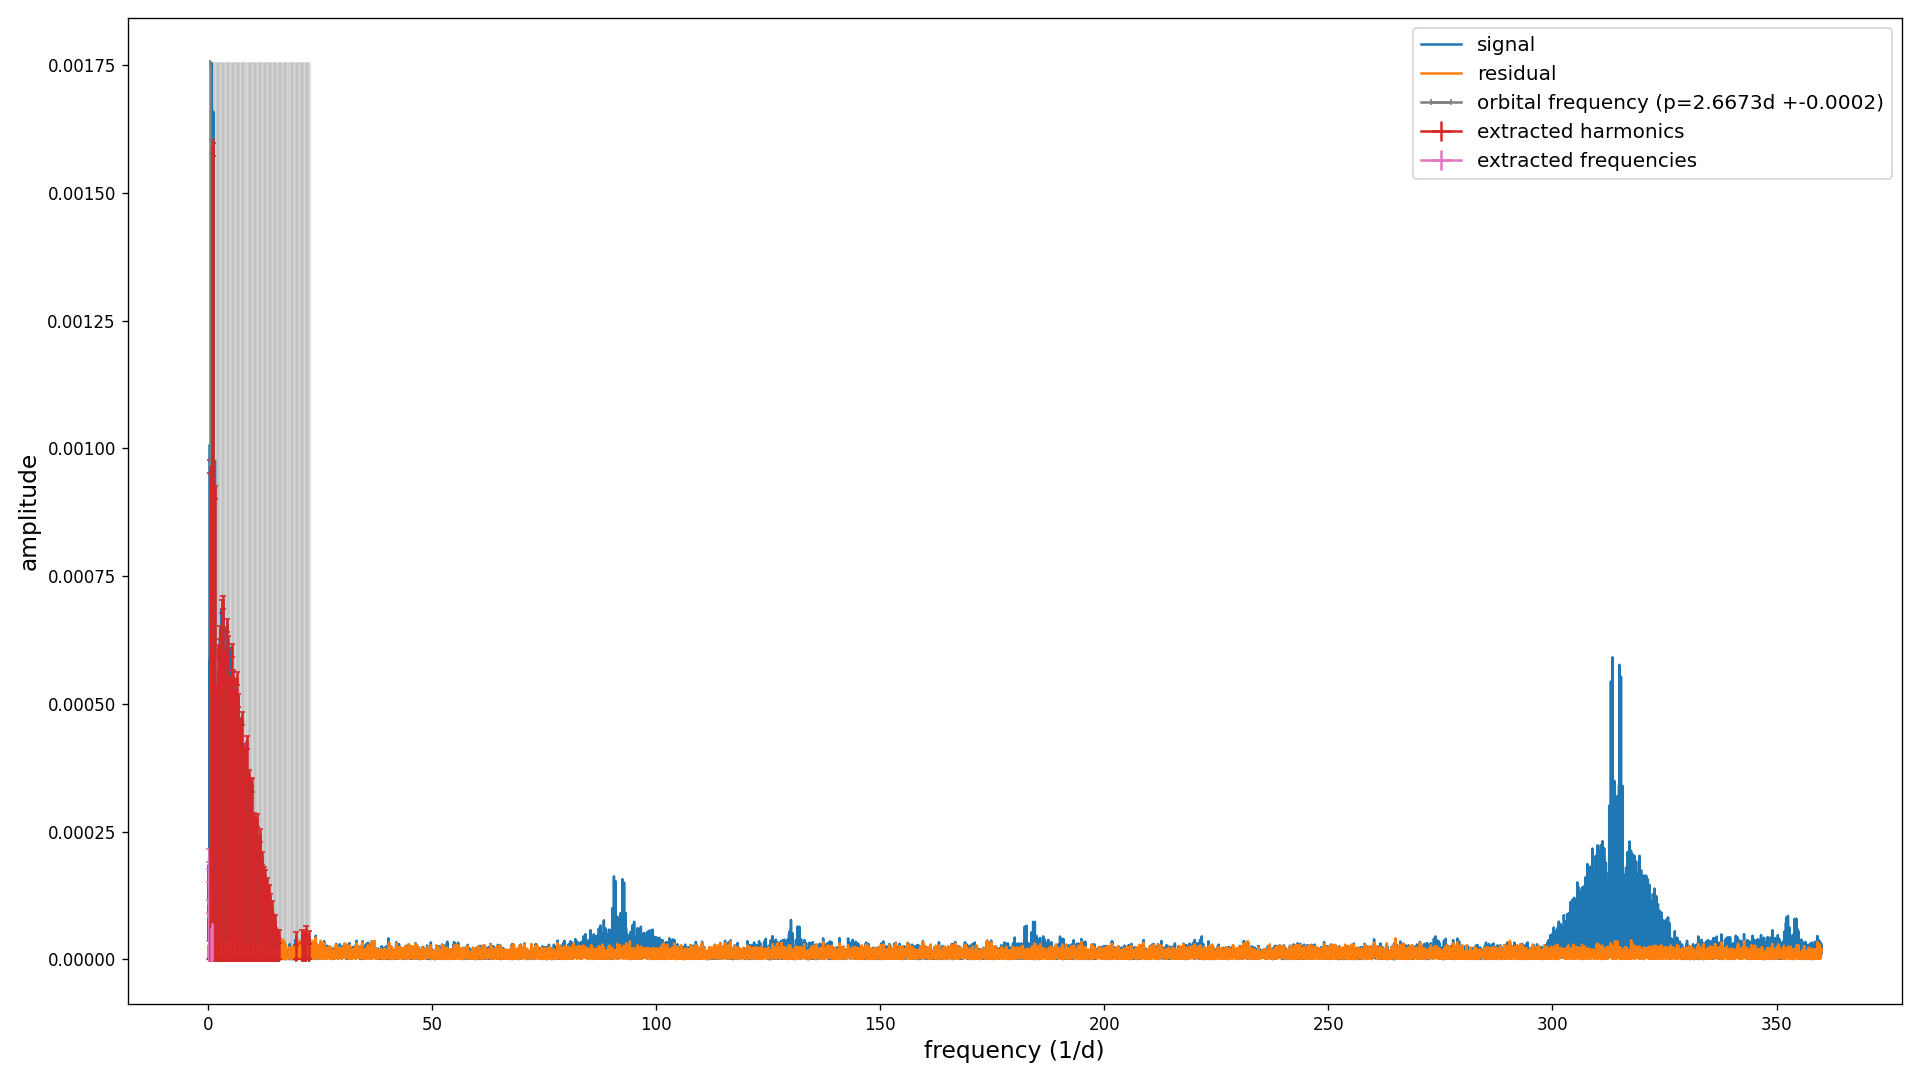 signal
residual
orbital frequency (p=2.6673d +-0.0002)
extracted harmonics
extracted frequencies
0.00175
0.00150
0.00125
0.00100
0.00075
0.00050
0.00025
0.00000
amplitude
0 50 100 150 200 250 300 350
frequency (1/d)